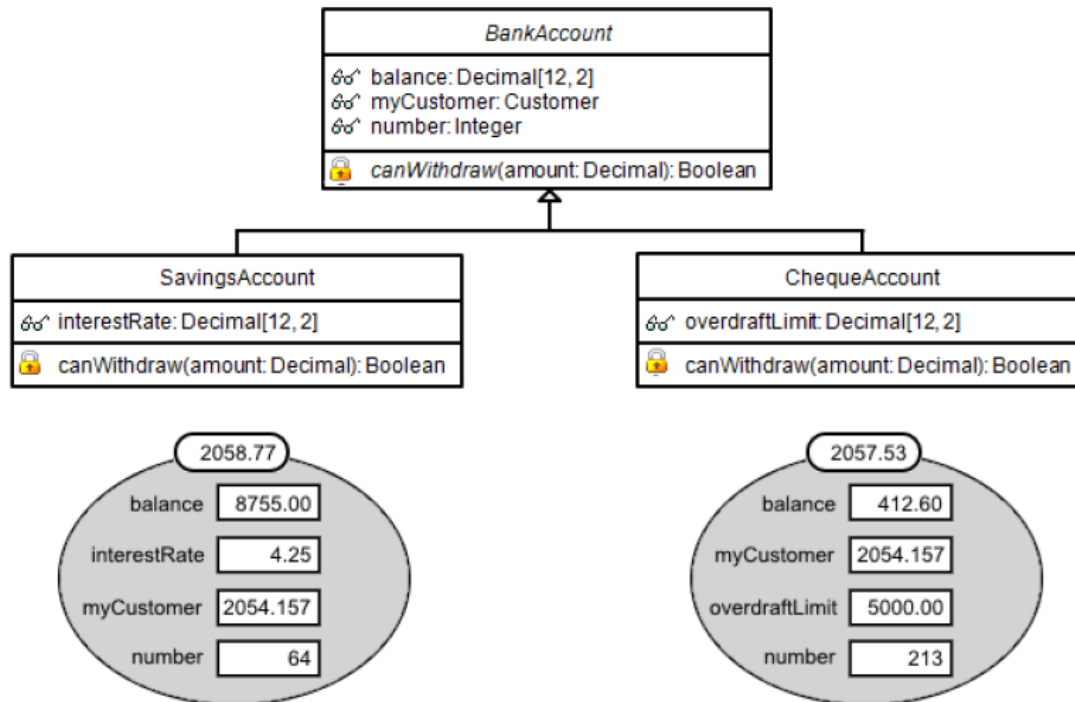 BankAccount
balance: Decimal[12, 2]
myCustomer: Customer
number: Integer
canWithdraw(amount: Decimal): Boolean
SavingsAccount
interestRate: Decimal[12, 2]
canWithdraw(amount: Decimal): Boolean
ChequeAccount
overdraftLimit: Decimal[12, 2]
canWithdraw(amount: Decimal): Boolean
2058.77
balance 8755.00
interestRate 4.25
myCustomer 2054.157
number 64
2057.53
balance 412.60
myCustomer 2054.157
overdraftLimit 5000.00
number 213